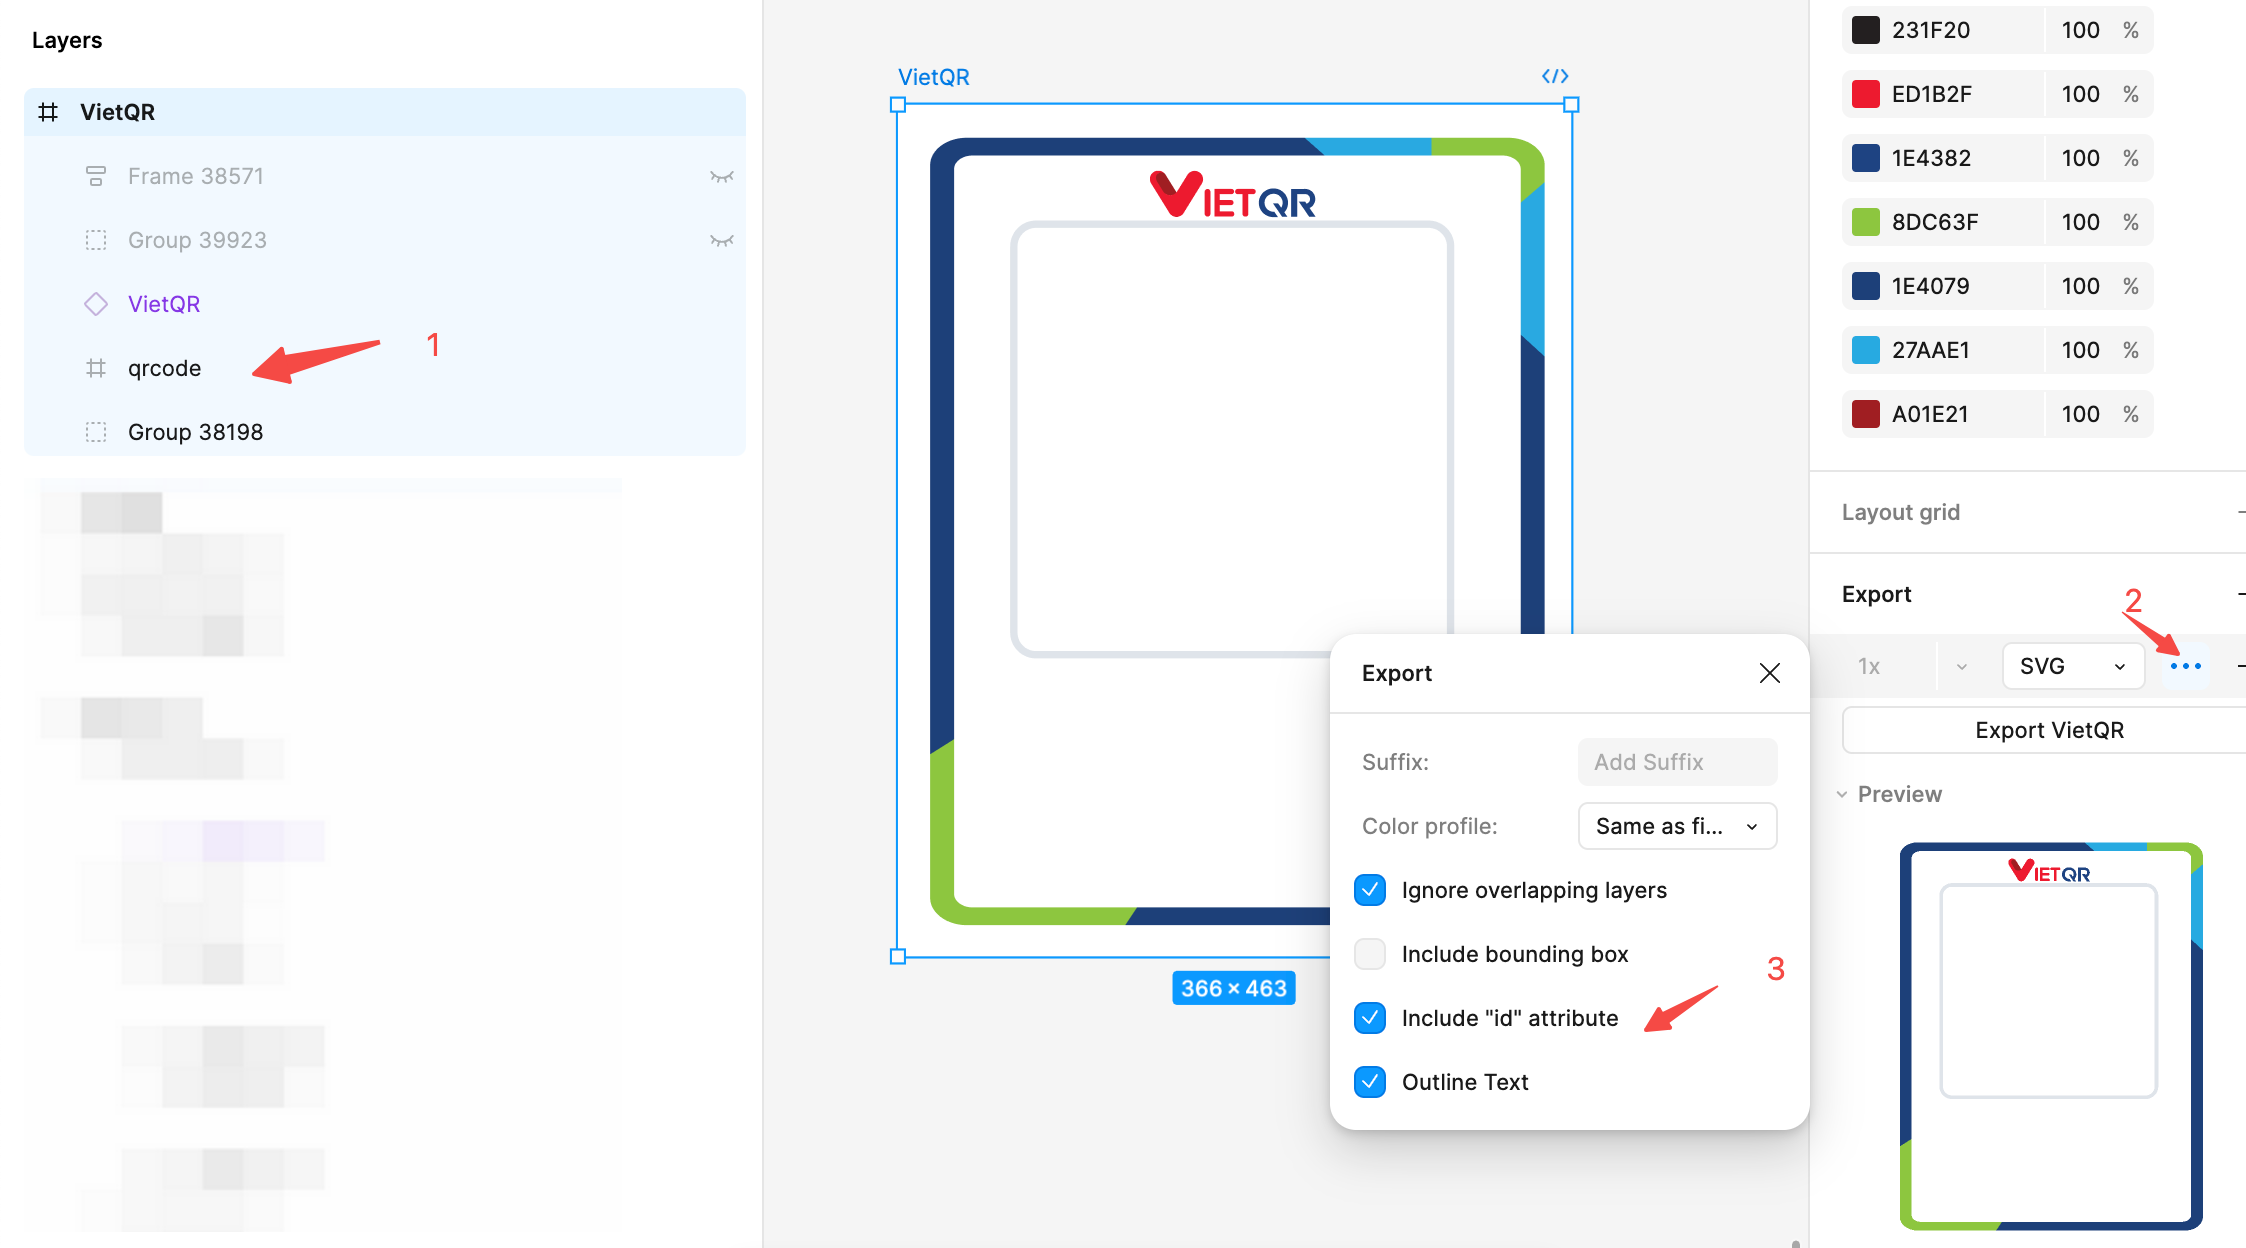 Layers
VietQR
Frame 38571
Group 39923
VietQR
1
qrcode
Group 38198
VietQR
VIETQR
366 × 463
Export
Suffix:
Add Suffix
Color profile:
Same as fi...
Ignore overlapping layers
Include bounding box
3
Include "id" attribute
Outline Text
231F20 100 %
ED1B2F 100 %
1E4382 100 %
8DC63F 100 %
1E4079 100 %
27AAE1 100 %
A01E21 100 %
Layout grid
Export
2
1x
SVG
Export VietQR
Preview
VIETQR